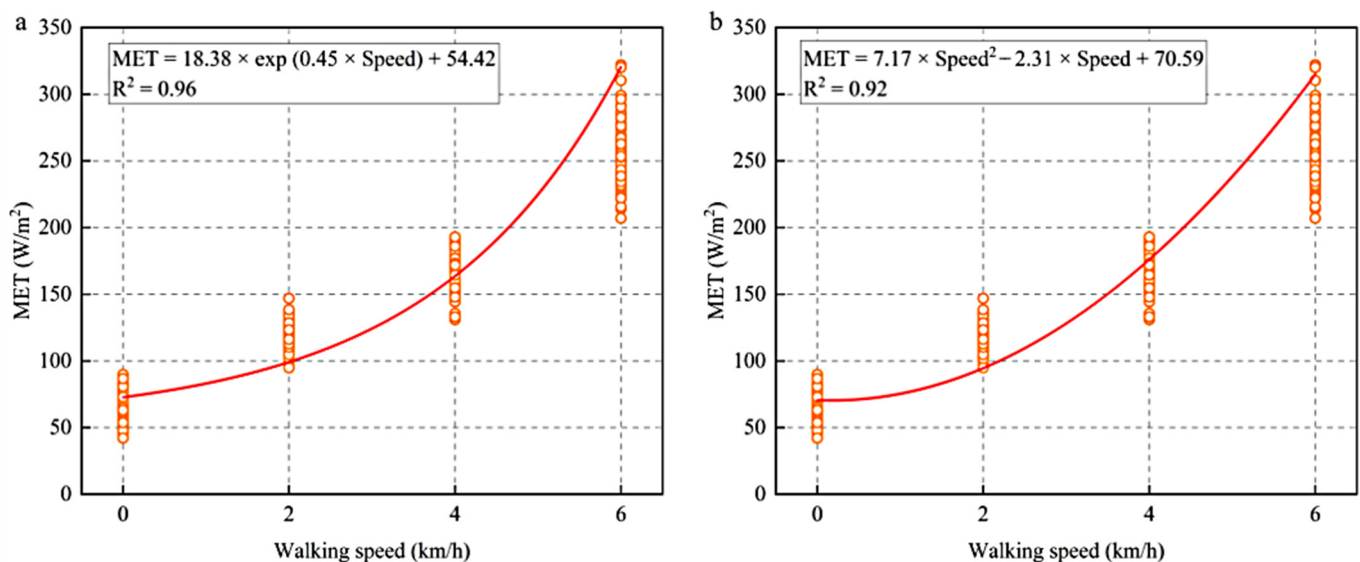 a
MET = 18.38 × exp (0.45 × Speed) + 54.42
R² = 0.96
350
300
250
200
150
100
50
0
MET (W/m²)
0 2 4 6
Walking speed (km/h)
b
MET = 7.17 × Speed² − 2.31 × Speed + 70.59
R² = 0.92
350
300
250
200
150
100
50
0
MET (W/m²)
0 2 4 6
Walking speed (km/h)